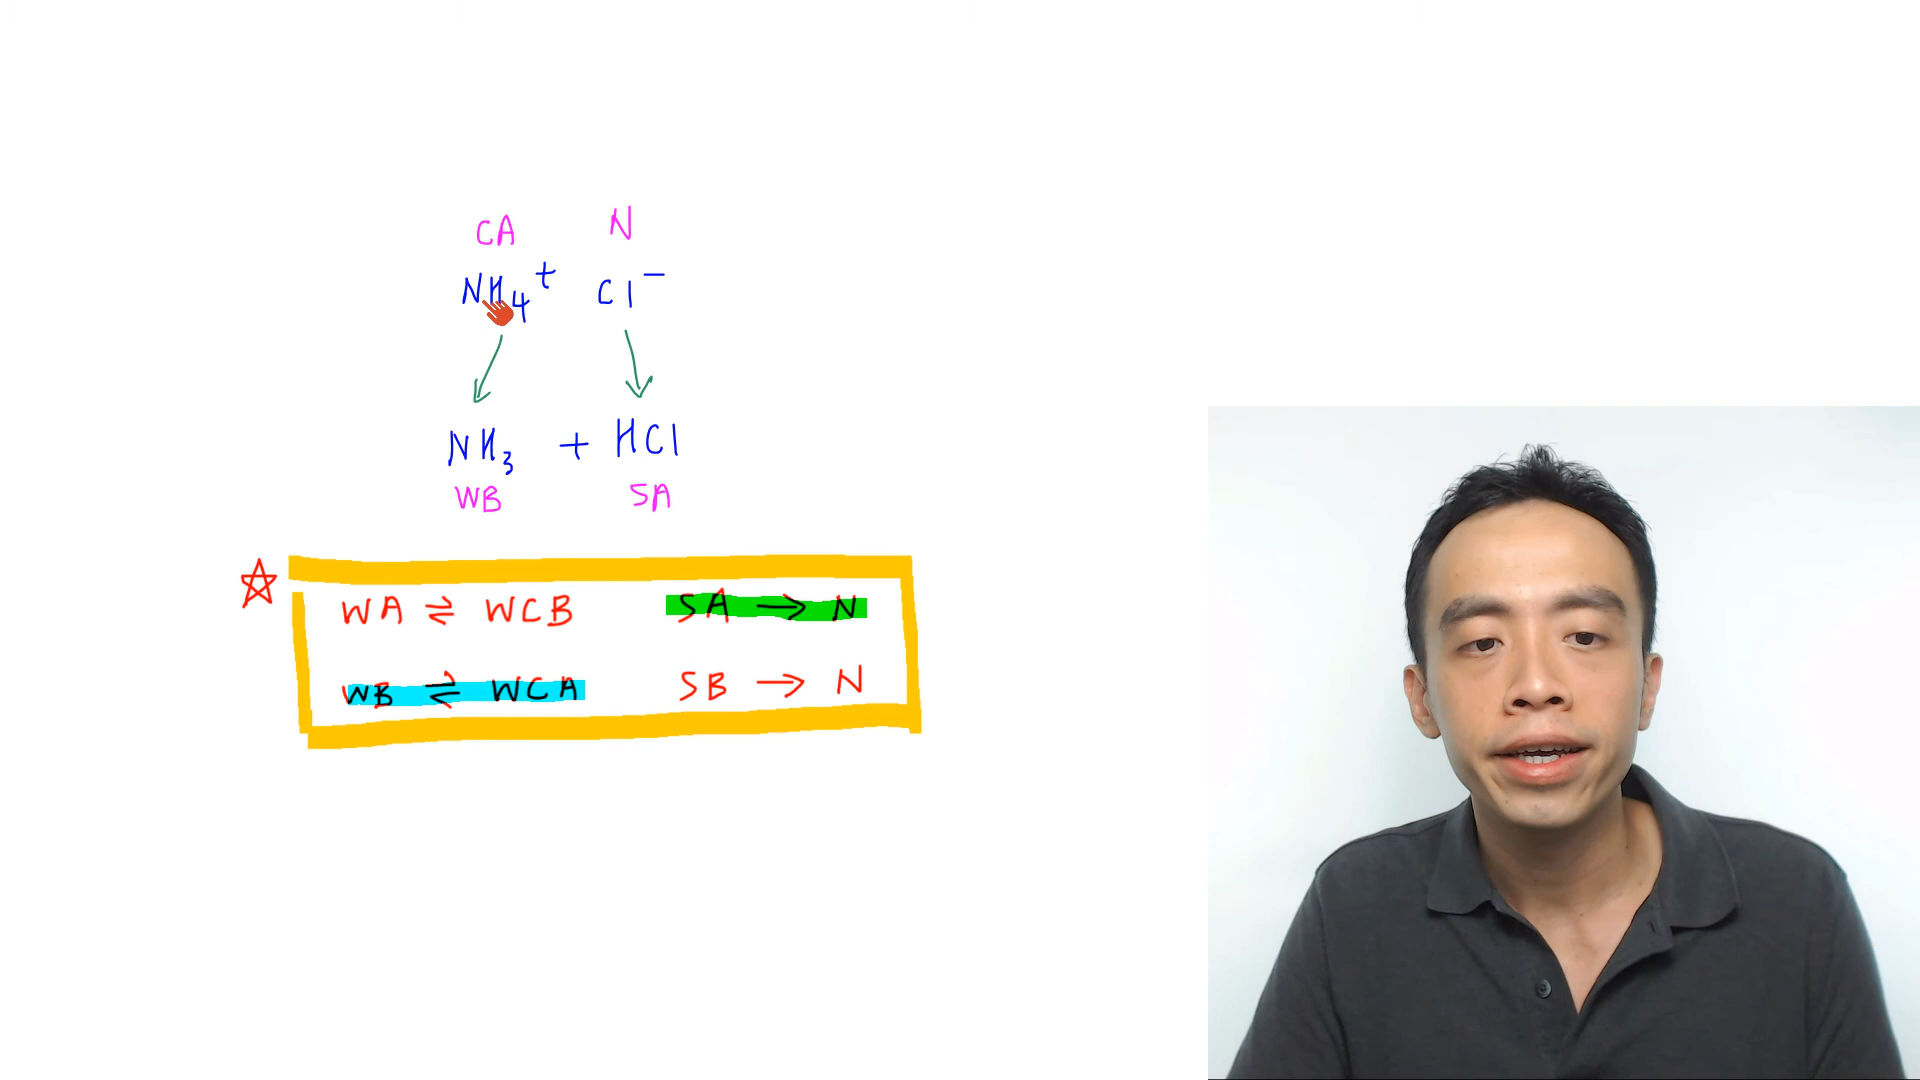 CA N
NH₄⁺ Cl⁻
NH₃ + HCl
WB SA
WA ⇌ WCB SA → N
WB ⇌ WCA SB → N